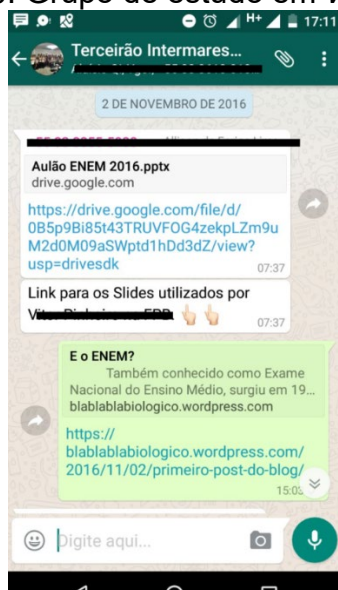 17:11
Terceirão Intermares...
2 DE NOVEMBRO DE 2016
Aulão ENEM 2016.pptx
drive.google.com
https://drive.google.com/file/d/
0B5p9Bi85t43TRUVFOG4zekpLZm9u
M2d0M09aSWptd1hDd3dZ/view?
usp=drivesdk
07:37
Link para os Slides utilizados por
07:37
E o ENEM?
Também conhecido como Exame
Nacional do Ensino Médio, surgiu em 19...
blablablabiologico.wordpress.com
https://
blablablabiologico.wordpress.com/
2016/11/02/primeiro-post-do-blog/
Digite aqui...